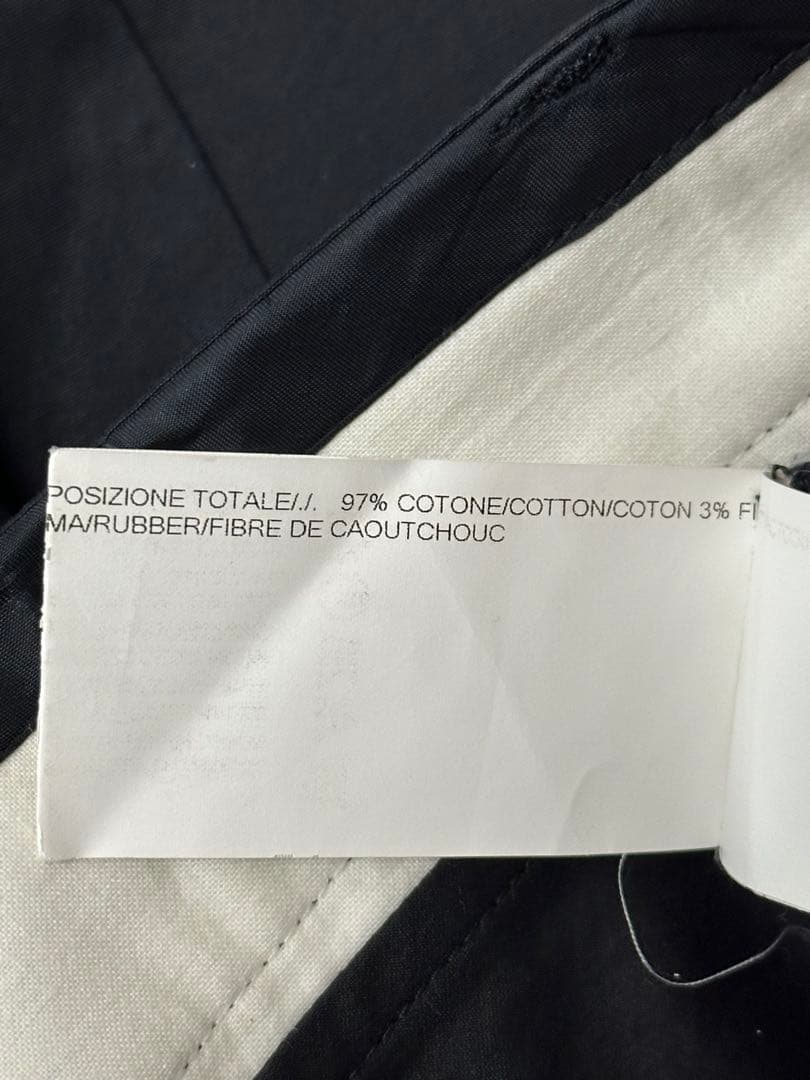 POSIZIONE TOTALE/./. 97% COTONE/COTTON/COTON 3% FI
MA/RUBBER/FIBRE DE CAOUTCHOUC